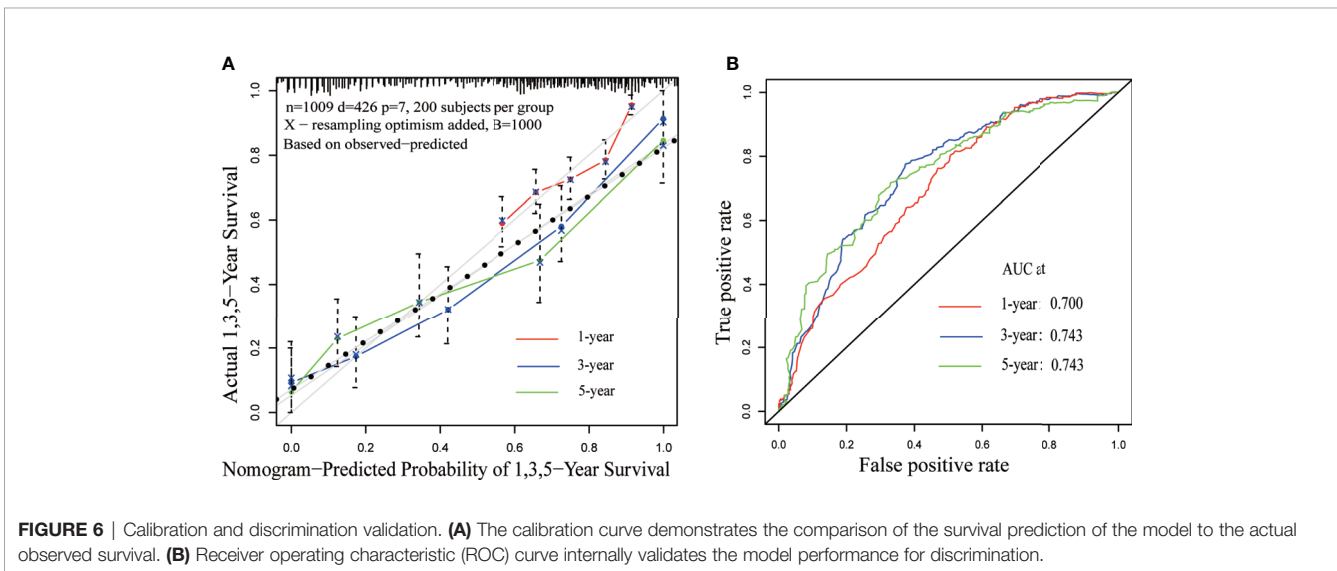 A
n=1009 d=426 p=7, 200 subjects per group
X − resampling optimism added, B=1000
Based on observed−predicted
Actual 1,3,5−Year Survival
1.0
0.8
0.6
0.4
0.2
0.0
1-year
3-year
5-year
0.0 0.2 0.4 0.6 0.8 1.0
Nomogram−Predicted Probability of 1,3,5−Year Survival
B
True positive rate
1.0
0.8
0.6
0.4
0.2
0.0
AUC at
1-year: 0.700
3-year: 0.743
5-year: 0.743
0.0 0.2 0.4 0.6 0.8 1.0
False positive rate
FIGURE 6 | Calibration and discrimination validation. (A) The calibration curve demonstrates the comparison of the survival prediction of the model to the actual
observed survival. (B) Receiver operating characteristic (ROC) curve internally validates the model performance for discrimination.